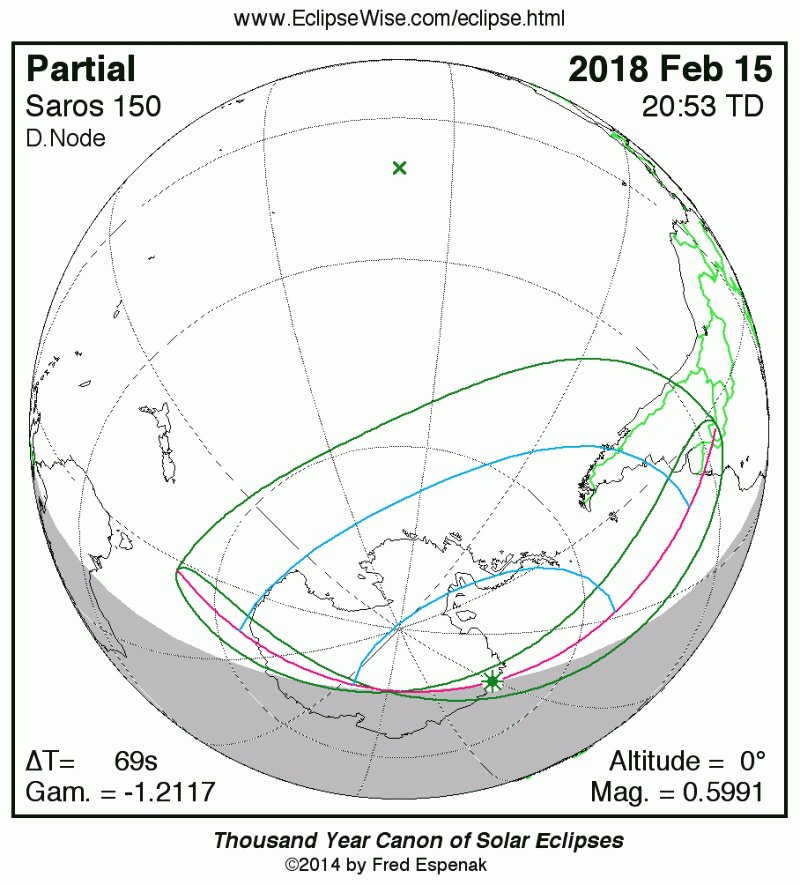 www.EclipseWise.com/eclipse.html
Partial
2018 Feb 15
Saros 150
20:53 TD
D.Node
ΔT= 69s
Altitude = 0°
Gam. = -1.2117
Mag. = 0.5991
Thousand Year Canon of Solar Eclipses
©2014 by Fred Espenak